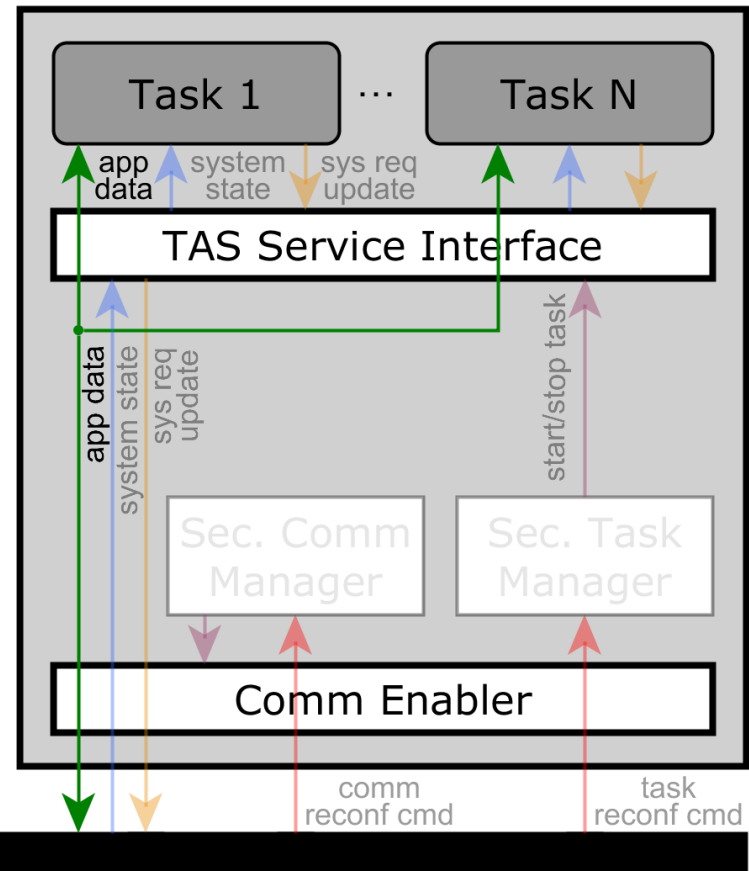 Task 1
...
Task N
app
data
system
state
sys req
update
TAS Service Interface
app data
system state
sys req
update
start/stop task
Sec. Comm
Manager
Sec. Task
Manager
Comm Enabler
comm
reconf cmd
task
reconf cmd